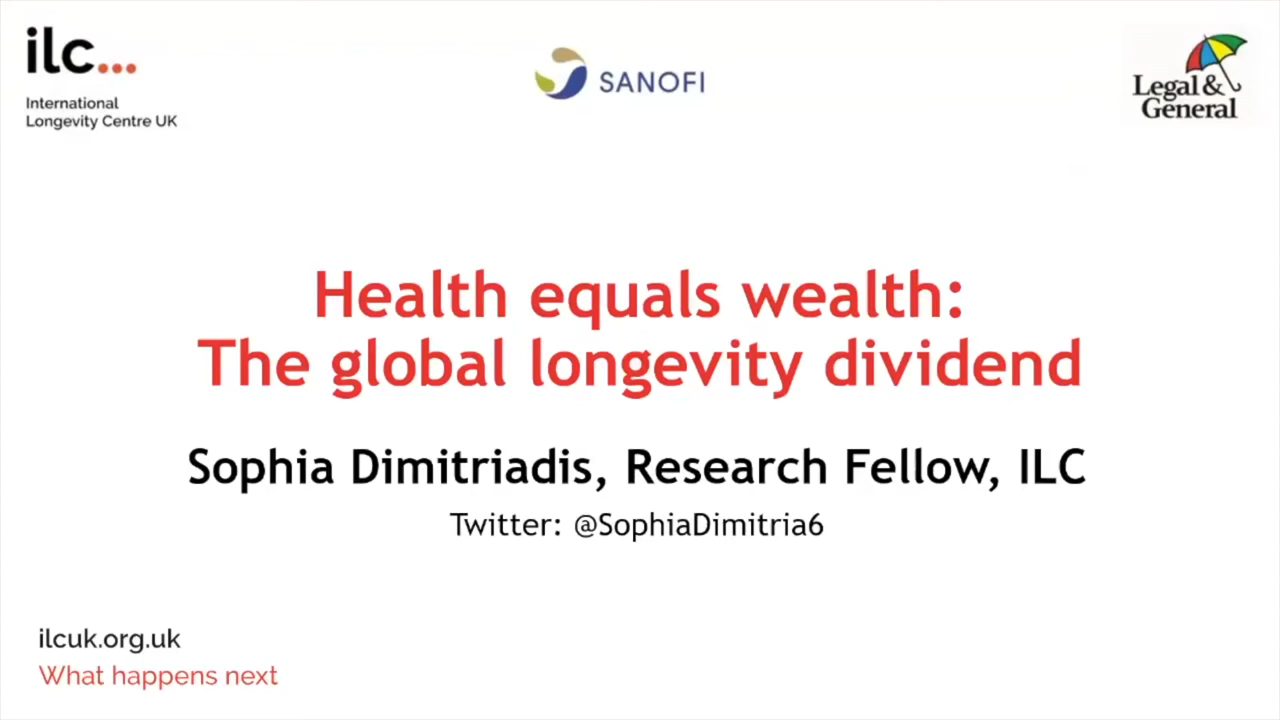 ilc...
International
Longevity Centre UK
SANOFI
Legal &
General
Health equals wealth:
The global longevity dividend
Sophia Dimitriadis, Research Fellow, ILC
Twitter: @SophiaDimitria6
ilcuk.org.uk
What happens next